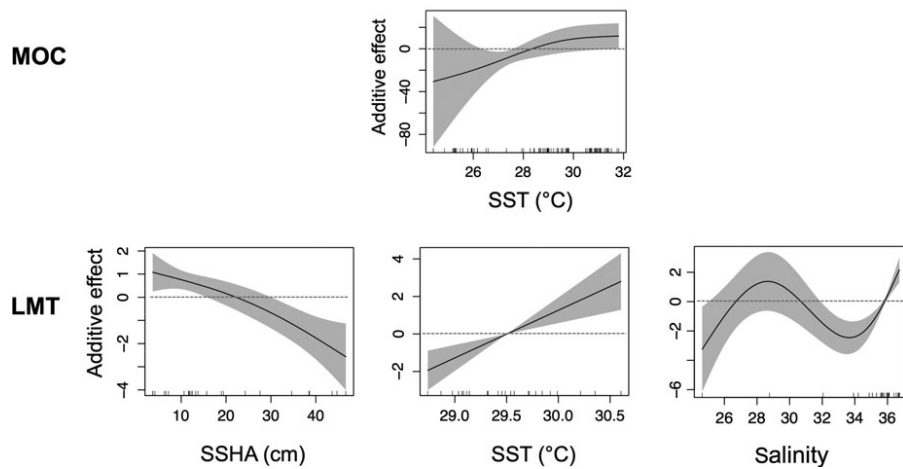 MOC
Additive effect
0
−40
−80
26 28 30 32
SST (°C)
LMT
Additive effect
2
1
0
−2
−4
10 20 30 40
SSHA (cm)
2
0
−2
29.0 29.5 30.0 30.5
SST (°C)
2
0
−2
−6
26 28 30 32 34 36
Salinity